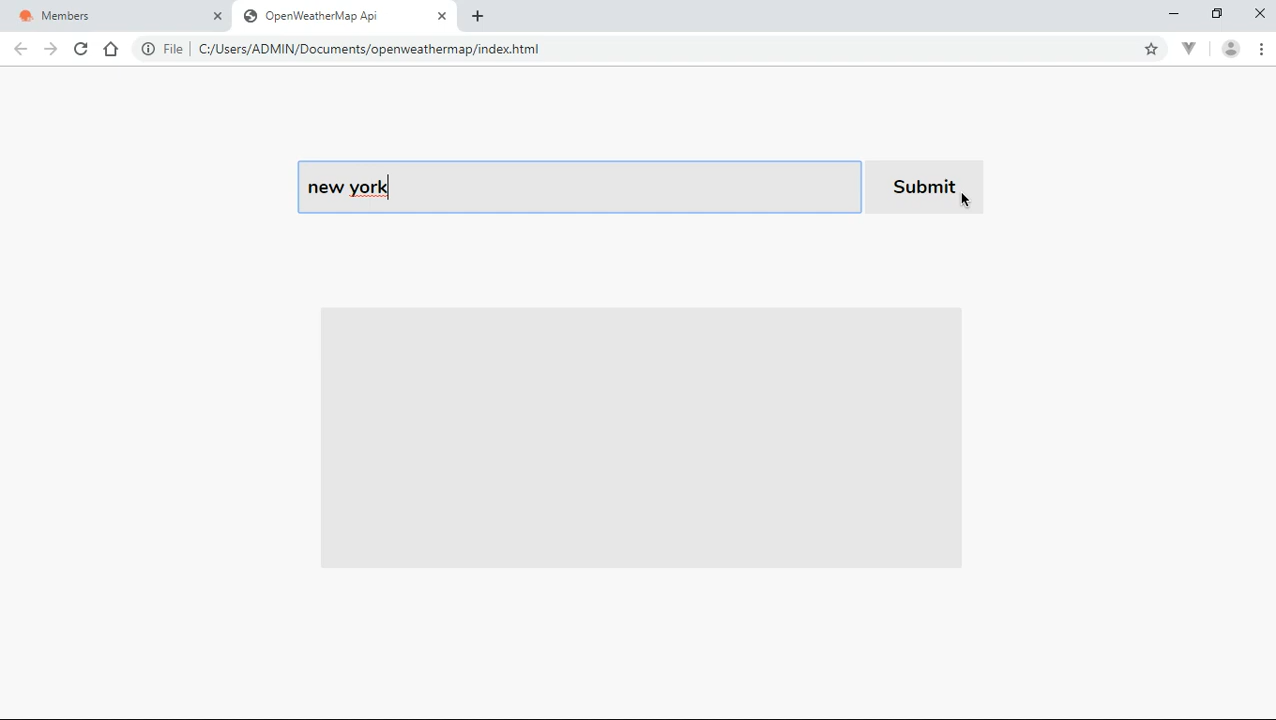 Members
OpenWeatherMap Api
File
C:/Users/ADMIN/Documents/openweathermap/index.html
new york
Submit